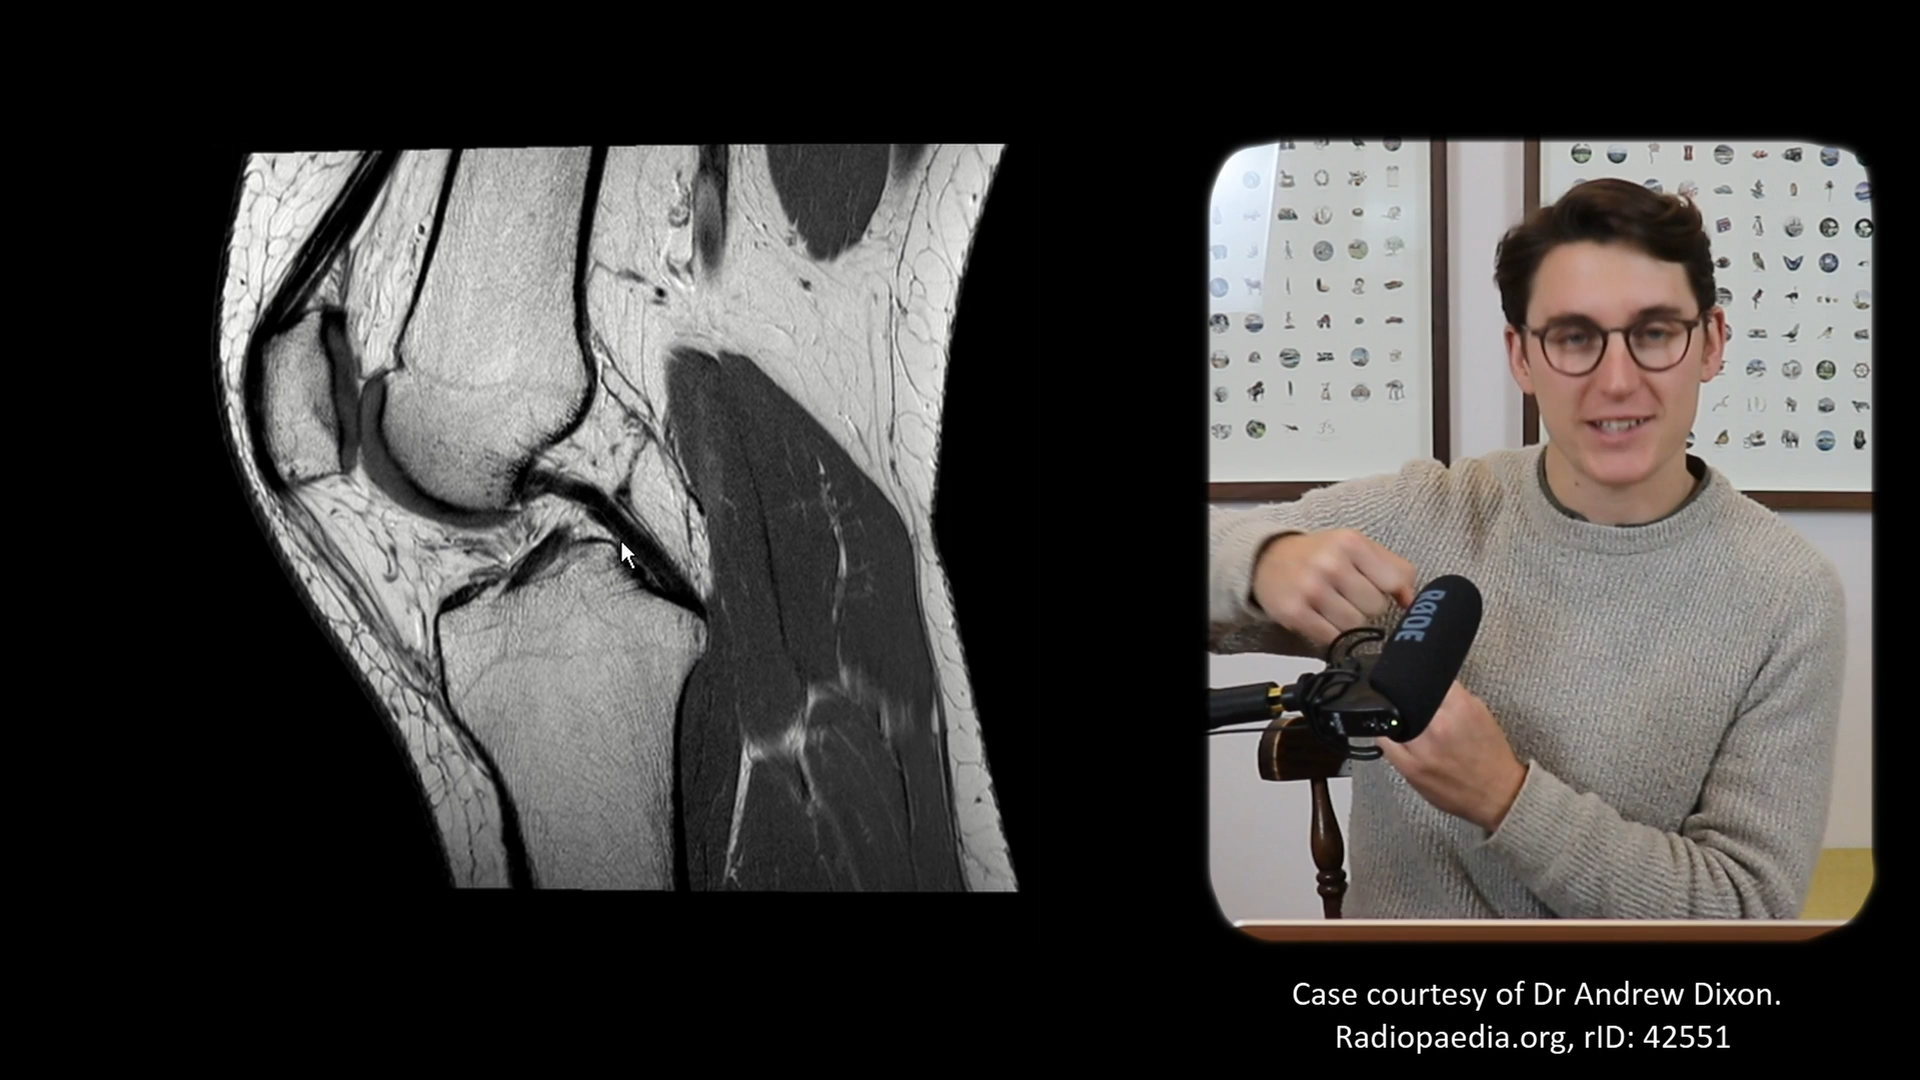 RØDE
Case courtesy of Dr Andrew Dixon.
Radiopaedia.org, rID: 42551